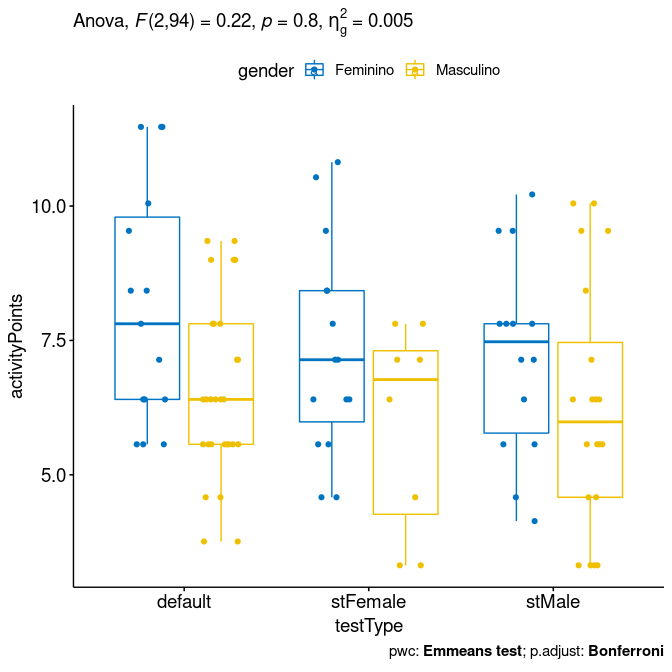 Anova, F(2,94) = 0.22, p = 0.8, η²g = 0.005
gender Feminino Masculino
10.0
7.5
5.0
activityPoints
default stFemale stMale
testType
pwc: Emmeans test; p.adjust: Bonferroni